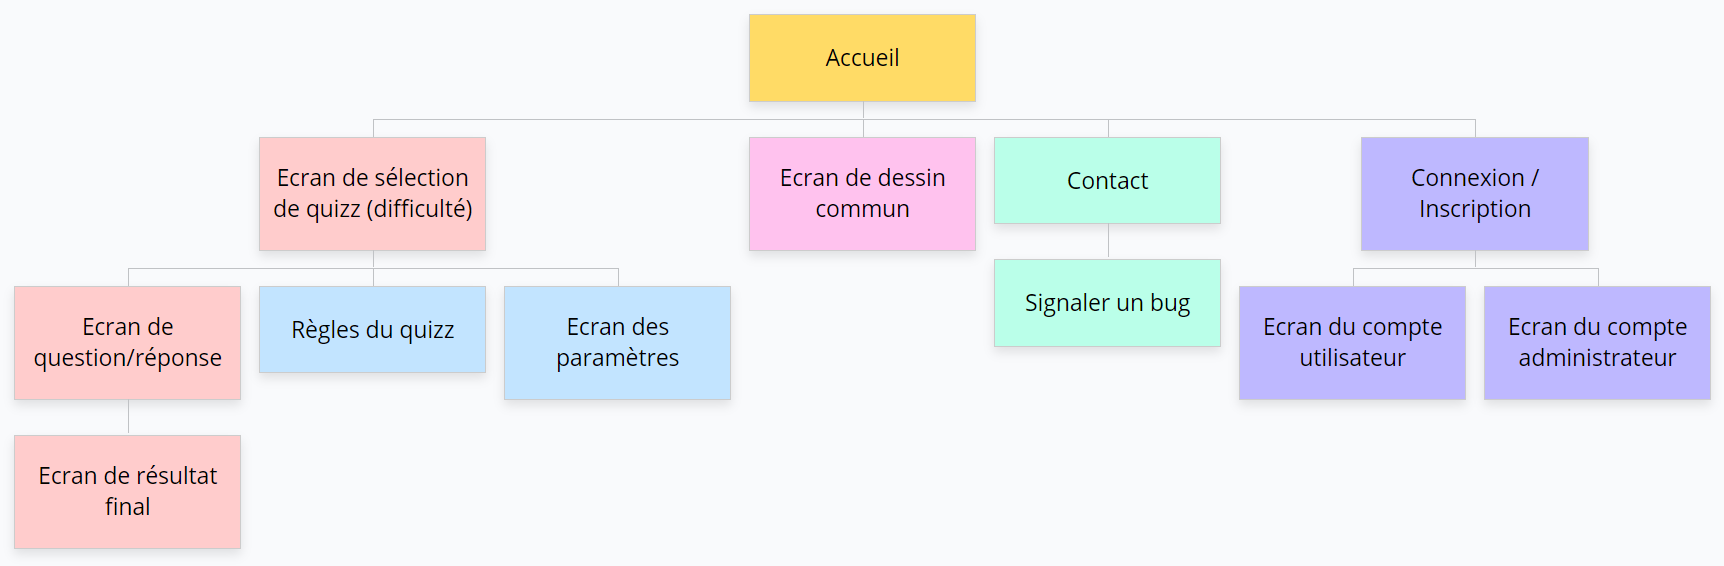 Accueil
Ecran de sélection
de quizz (difficulté)
Ecran de dessin
commun
Contact
Connexion /
Inscription
Ecran de
question/réponse
Règles du quizz
Ecran des
paramètres
Signaler un bug
Ecran du compte
utilisateur
Ecran du compte
administrateur
Ecran de résultat
final